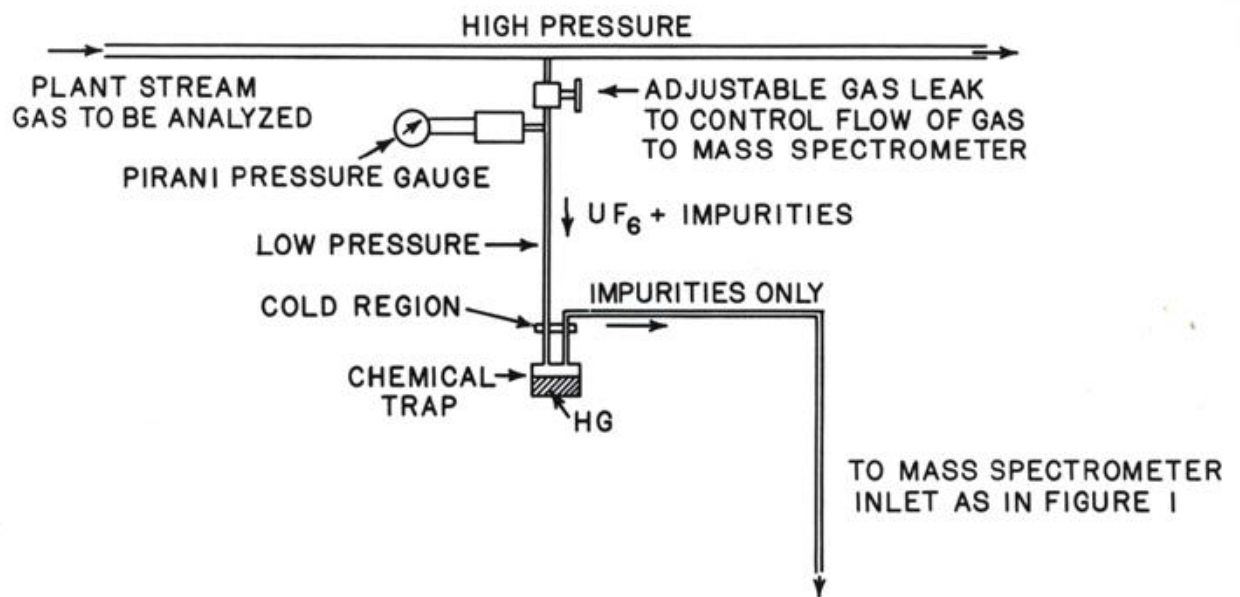 HIGH PRESSURE
PLANT STREAM
GAS TO BE ANALYZED
ADJUSTABLE GAS LEAK
TO CONTROL FLOW OF GAS
TO MASS SPECTROMETER
PIRANI PRESSURE GAUGE
UF6 + IMPURITIES
LOW PRESSURE
COLD REGION
IMPURITIES ONLY
CHEMICAL
TRAP
HG
TO MASS SPECTROMETER
INLET AS IN FIGURE I